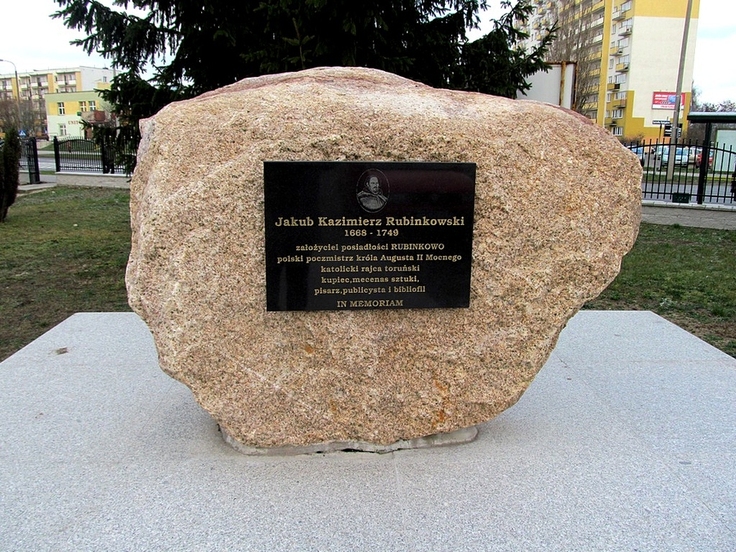 Jakub Kazimierz Rubinkowski
1668 - 1749
założyciel posiadłości RUBINKOWO
polski poczmistrz króla Augusta II Mocnego
katolicki rajca toruński
kupiec,mecenas sztuki,
pisarz,publicysta i bibliofil
IN MEMORIAM